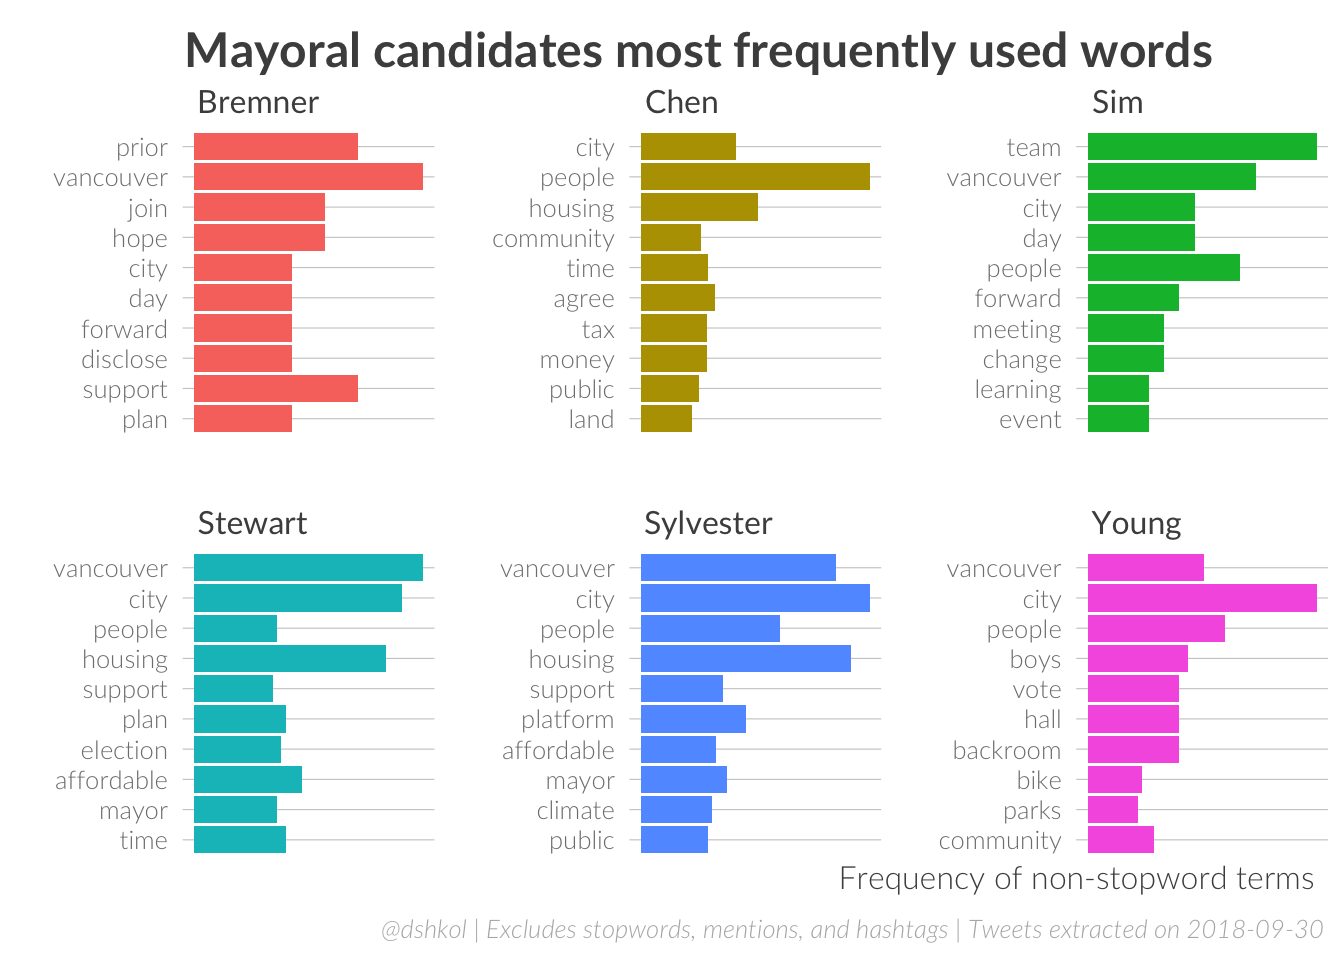 Mayoral candidates most frequently used words
Bremner
prior
vancouver
join
hope
city
day
forward
disclose
support
plan
Chen
city
people
housing
community
time
agree
tax
money
public
land
Sim
team
vancouver
city
day
people
forward
meeting
change
learning
event
Stewart
vancouver
city
people
housing
support
plan
election
affordable
mayor
time
Sylvester
vancouver
city
people
housing
support
platform
affordable
mayor
climate
public
Young
vancouver
city
people
boys
vote
hall
backroom
bike
parks
community
Frequency of non-stopword terms
@dshkol | Excludes stopwords, mentions, and hashtags | Tweets extracted on 2018-09-30